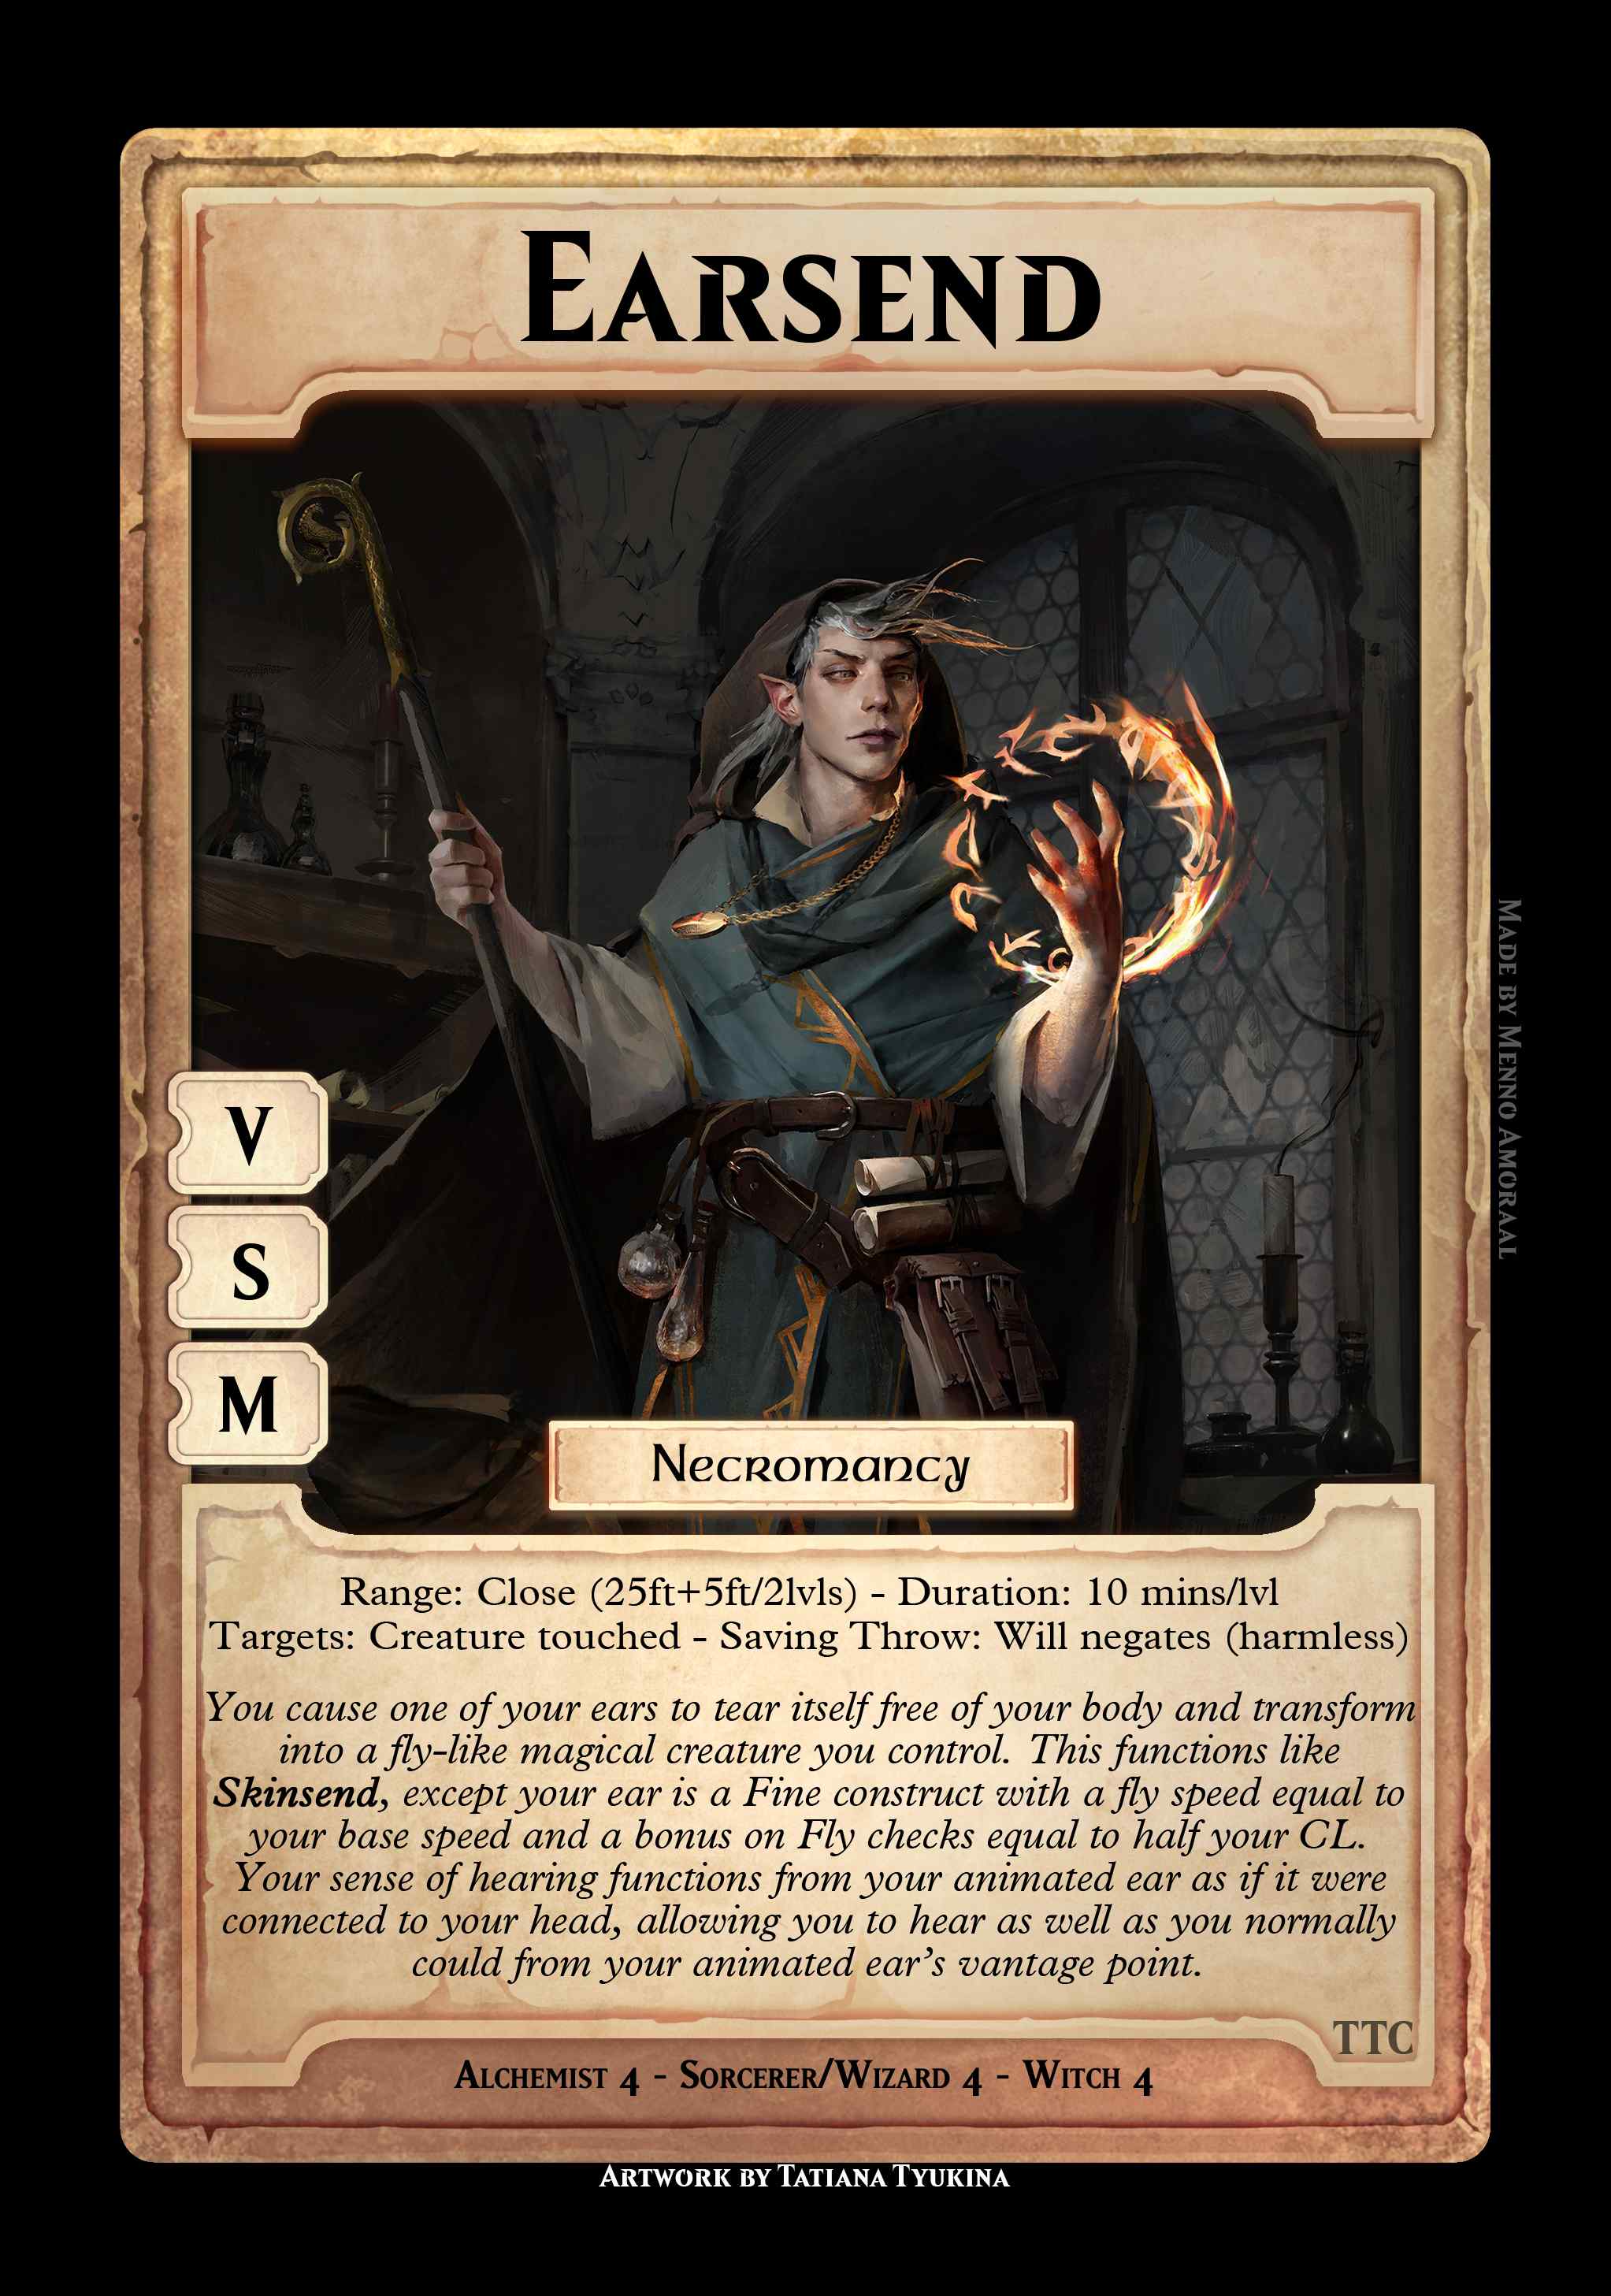 Earsend
V
S
M
Necromancy
Range: Close (25ft+5ft/2lvls) - Duration: 10 mins/lvl
Targets: Creature touched - Saving Throw: Will negates (harmless)
You cause one of your ears to tear itself free of your body and transform
into a fly-like magical creature you control. This functions like
Skinsend, except your ear is a Fine construct with a fly speed equal to
your base speed and a bonus on Fly checks equal to half your CL.
Your sense of hearing functions from your animated ear as if it were
connected to your head, allowing you to hear as well as you normally
could from your animated ear's vantage point.
TTC
Alchemist 4 - Sorcerer/Wizard 4 - Witch 4
Artwork by Tatiana Tyukina
Made by Menno Amoraal